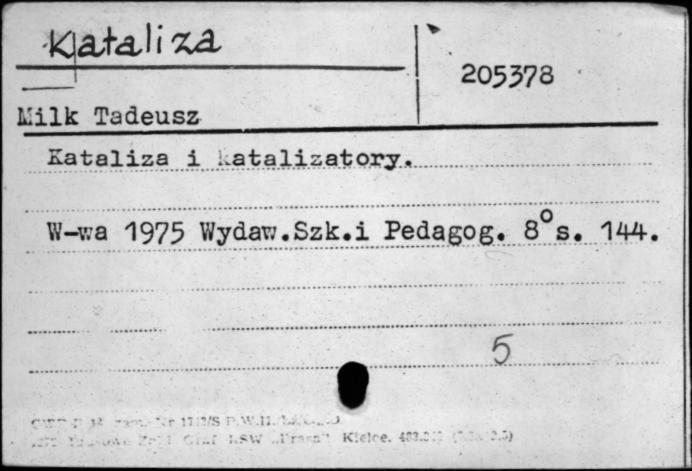 Kataliza
205378
Milk Tadeusz
Kataliza i katalizatory.
W-wa 1975 Wydaw.Szk.i Pedagog. 8° s. 144.
5
Kielce.